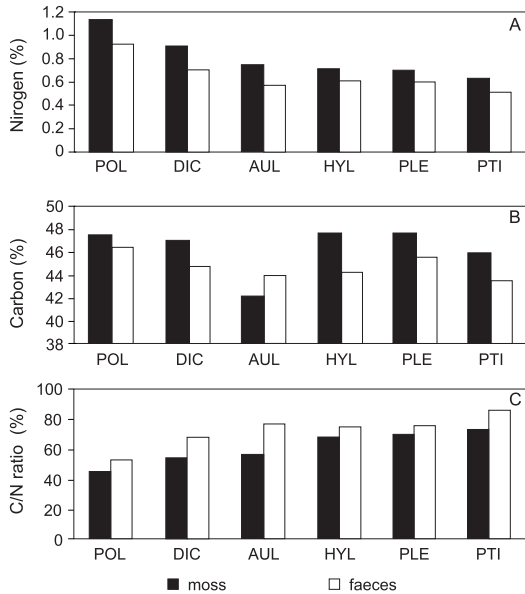 A
Nirogen (%)
1.2
1.0
0.8
0.6
0.4
0.2
0
POL DIC AUL HYL PLE PTI
B
Carbon (%)
50
48
46
44
42
40
38
POL DIC AUL HYL PLE PTI
C
C/N ratio (%)
100
80
60
40
20
0
POL DIC AUL HYL PLE PTI
moss faeces